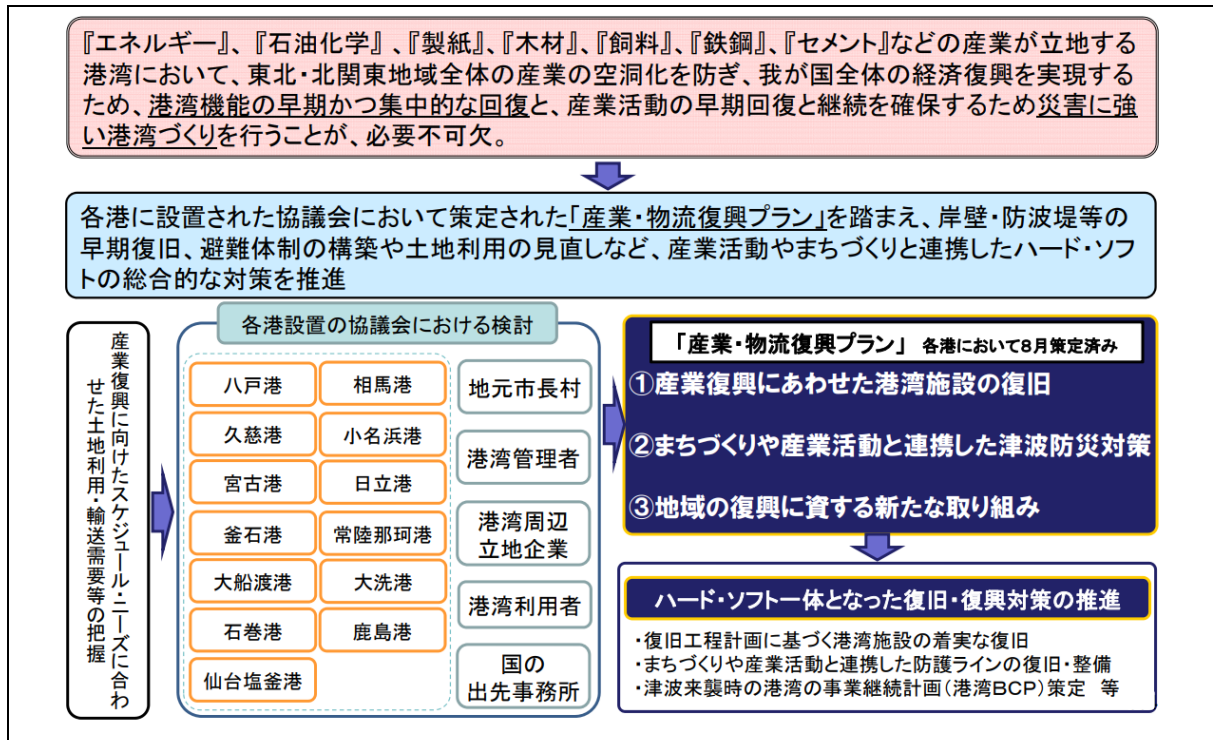 『エネルギー』、『石油化学』、『製紙』、『木材』、『飼料』、『鉄鋼』、『セメント』などの産業が立地する
港湾において、東北・北関東地域全体の産業の空洞化を防ぎ、我が国全体の経済復興を実現する
ため、港湾機能の早期かつ集中的な回復と、産業活動の早期回復と継続を確保するため災害に強
い港湾づくりを行うことが、必要不可欠。
各港に設置された協議会において策定された「産業・物流復興プラン」を踏まえ、岸壁・防波堤等の
早期復旧、避難体制の構築や土地利用の見直しなど、産業活動やまちづくりと連携したハード・ソフ
トの総合的な対策を推進
産業復興に向けたスケジュール・ニーズに合わ
せた土地利用・輸送需要等の把握
各港設置の協議会における検討
八戸港
久慈港
宮古港
釜石港
大船渡港
石巻港
仙台塩釜港
相馬港
小名浜港
日立港
常陸那珂港
大洗港
鹿島港
地元市長村
港湾管理者
港湾周辺
立地企業
港湾利用者
国の
出先事務所
「産業・物流復興プラン」 各港において8月策定済み
①産業復興にあわせた港湾施設の復旧
②まちづくりや産業活動と連携した津波防災対策
③地域の復興に資する新たな取り組み
ハード・ソフト一体となった復旧・復興対策の推進
・復旧工程計画に基づく港湾施設の着実な復旧
・まちづくりや産業活動と連携した防護ラインの復旧・整備
・津波来襲時の港湾の事業継続計画（港湾BCP）策定 等